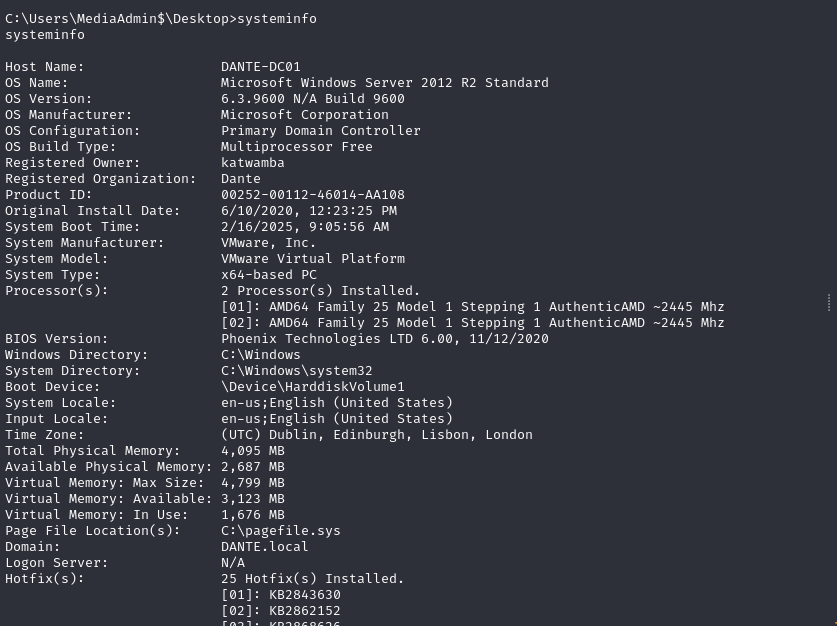 C:\Users\MediaAdmin$\Desktop>systeminfo
systeminfo
Host Name: DANTE-DC01
OS Name: Microsoft Windows Server 2012 R2 Standard
OS Version: 6.3.9600 N/A Build 9600
OS Manufacturer: Microsoft Corporation
OS Configuration: Primary Domain Controller
OS Build Type: Multiprocessor Free
Registered Owner: katwamba
Registered Organization: Dante
Product ID: 00252-00112-46014-AA108
Original Install Date: 6/10/2020, 12:23:25 PM
System Boot Time: 2/16/2025, 9:05:56 AM
System Manufacturer: VMware, Inc.
System Model: VMware Virtual Platform
System Type: x64-based PC
Processor(s): 2 Processor(s) Installed.
[01]: AMD64 Family 25 Model 1 Stepping 1 AuthenticAMD ~2445 Mhz
[02]: AMD64 Family 25 Model 1 Stepping 1 AuthenticAMD ~2445 Mhz
BIOS Version: Phoenix Technologies LTD 6.00, 11/12/2020
Windows Directory: C:\Windows
System Directory: C:\Windows\system32
Boot Device: \Device\HarddiskVolume1
System Locale: en-us;English (United States)
Input Locale: en-us;English (United States)
Time Zone: (UTC) Dublin, Edinburgh, Lisbon, London
Total Physical Memory: 4,095 MB
Available Physical Memory: 2,687 MB
Virtual Memory: Max Size: 4,799 MB
Virtual Memory: Available: 3,123 MB
Virtual Memory: In Use: 1,676 MB
Page File Location(s): C:\pagefile.sys
Domain: DANTE.local
Logon Server: N/A
Hotfix(s): 25 Hotfix(s) Installed.
[01]: KB2843630
[02]: KB2862152